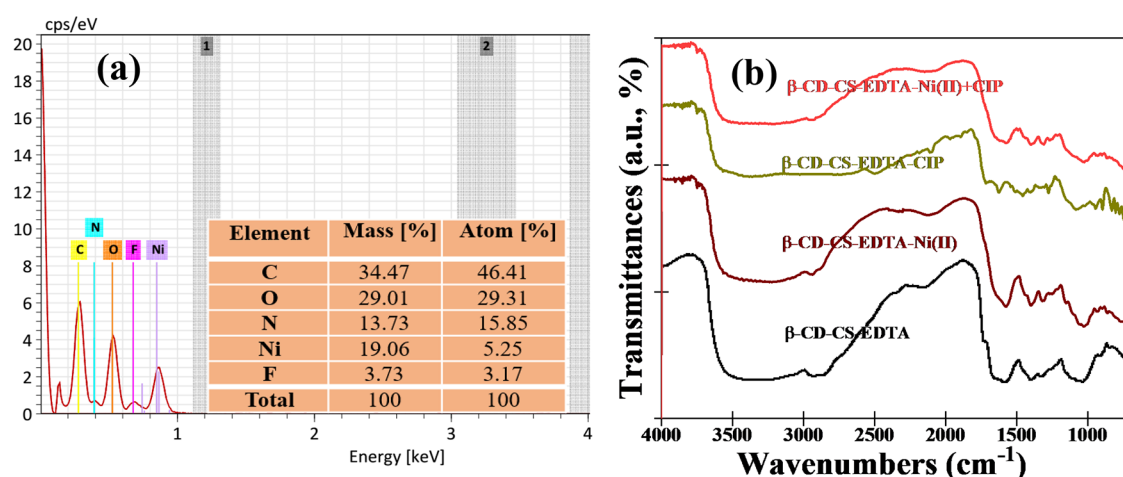 cps/eV
20
18
16
14
12
10
8
6
4
2
0
(a)
1
2
C
N
O
F
Ni
Element Mass [%] Atom [%]
C 34.47 46.41
O 29.01 29.31
N 13.73 15.85
Ni 19.06 5.25
F 3.73 3.17
Total 100 100
1 2 3 4
Energy [keV]
(b)
β-CD-CS-EDTA-Ni(II)+CIP
β-CD-CS-EDTA-CIP
β-CD-CS-EDTA-Ni(II)
β-CD-CS-EDTA
Transmittances (a.u., %)
4000 3000 2000 1500 1000
Wavenumbers (cm⁻¹)